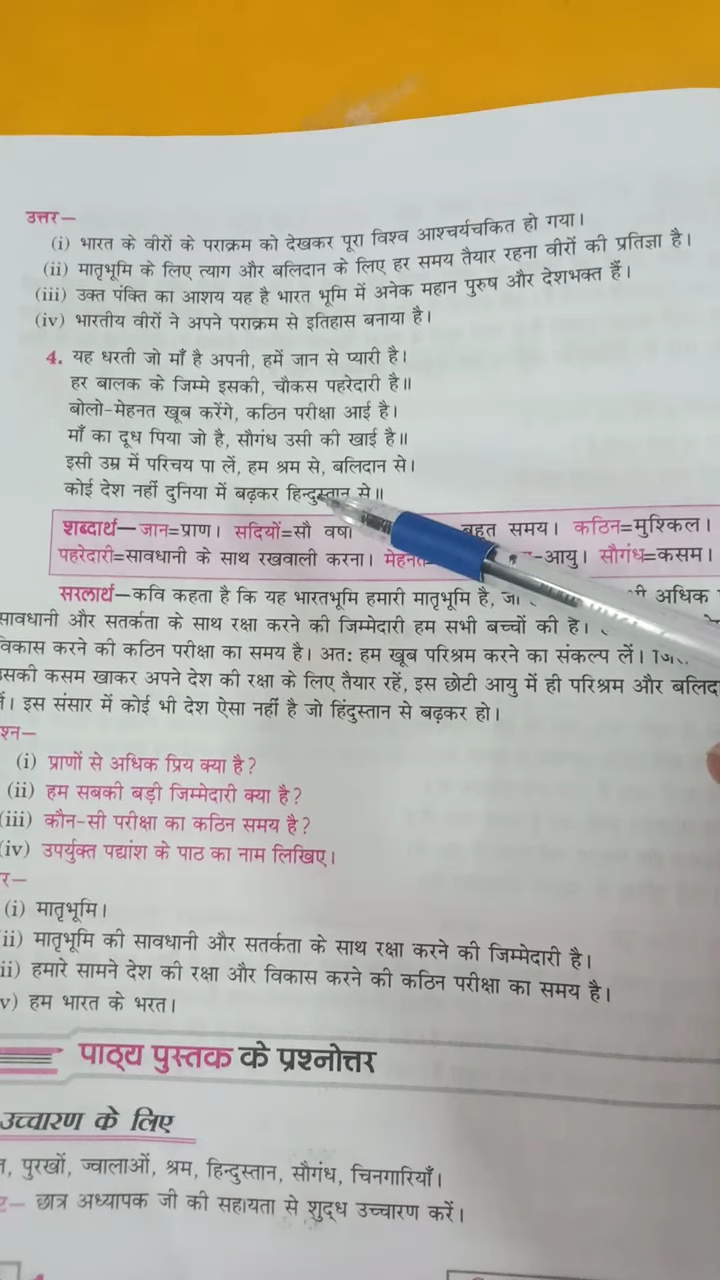 उत्तर—
(i) भारत के वीरों के पराक्रम को देखकर पूरा विश्व आश्चर्यचकित हो गया।
(ii) मातृभूमि के लिए त्याग और बलिदान के लिए हर समय तैयार रहना वीरों की प्रतिज्ञा है।
(iii) उक्त पंक्ति का आशय यह है भारत भूमि में अनेक महान पुरुष और देशभक्त हैं।
(iv) भारतीय वीरों ने अपने पराक्रम से इतिहास बनाया है।
4. यह धरती जो माँ है अपनी, हमें जान से प्यारी है।
हर बालक के जिम्मे इसकी, चौकस पहरेदारी है॥
बोलो-मेहनत खूब करेंगे, कठिन परीक्षा आई है।
माँ का दूध पिया जो है, सौगंध उसी की खाई है॥
इसी उम्र में परिचय पा लें, हम श्रम से, बलिदान से।
कोई देश नहीं दुनिया में बढ़कर हिन्दुस्तान से॥
शब्दार्थ—जान=प्राण। सदियों=सौ वर्षों बहुत समय। कठिन=मुश्किल।
पहरेदारी=सावधानी के साथ रखवाली करना। मेहनत -आयु। सौगंध=कसम।
सरलार्थ—कवि कहता है कि यह भारतभूमि हमारी मातृभूमि है, अधिक
सावधानी और सतर्कता के साथ रक्षा करने की जिम्मेदारी हम सभी बच्चों की है।
विकास करने की कठिन परीक्षा का समय है। अतः हम खूब परिश्रम करने का संकल्प लें।
उसकी कसम खाकर अपने देश की रक्षा के लिए तैयार रहें, इस छोटी आयु में ही परिश्रम और
इस संसार में कोई भी देश ऐसा नहीं है जो हिंदुस्तान से बढ़कर हो।
प्रश्न—
(i) प्राणों से अधिक प्रिय क्या है?
(ii) हम सबकी बड़ी जिम्मेदारी क्या है?
(iii) कौन-सी परीक्षा का कठिन समय है?
(iv) उपर्युक्त पद्यांश के पाठ का नाम लिखिए।
(i) मातृभूमि।
ii) मातृभूमि की सावधानी और सतर्कता के साथ रक्षा करने की जिम्मेदारी है।
ii) हमारे सामने देश की रक्षा और विकास करने की कठिन परीक्षा का समय है।
v) हम भारत के भरत।
पाठ्य पुस्तक के प्रश्नोत्तर
उच्चारण के लिए
पुरखों, ज्वालाओं, श्रम, हिन्दुस्तान, सौगंध, चिनगारियाँ।
छात्र अध्यापक जी की सहायता से शुद्ध उच्चारण करें।